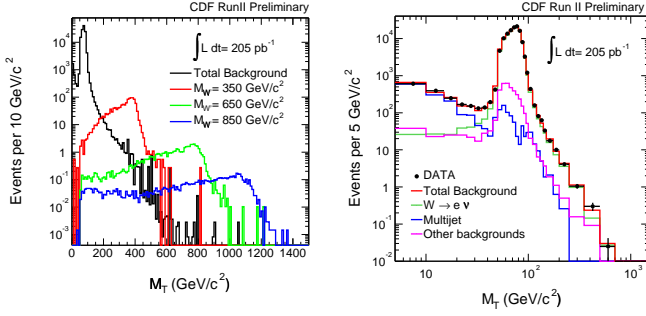 CDF RunII Preliminary
Events per 10 GeV/c²
10⁴
10³
10²
10
1
10⁻¹
10⁻²
10⁻³
∫ L dt= 205 pb⁻¹
Total Background
M_W = 350 GeV/c²
M_W = 650 GeV/c²
M_W = 850 GeV/c²
0 200 400 600 800 1000 1200 1400
M_T (GeV/c²)
CDF Run II Preliminary
Events per 5 GeV/c²
10⁴
10³
10²
10
1
10⁻¹
10⁻²
∫ L dt= 205 pb⁻¹
DATA
Total Background
W → e ν
Multijet
Other backgrounds
10 10² 10³
M_T (GeV/c²)